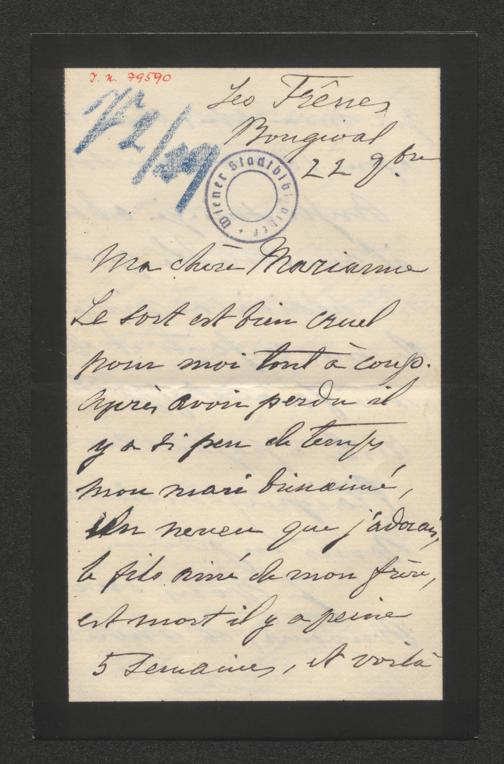 J. N. 79590
Les Frênes
Bougival
22 9bre
Wiener Stadtbibliothek
Ma chère Marianne
Le sort est bien cruel
pour moi tout à coup.
Après avoir perdu il
y a si peu de temps
mon mari bienaimé,
Un neveu que j'adorais,
le fils ainé de mon frère,
est mort il y a peine
5 Semaines, et voilà